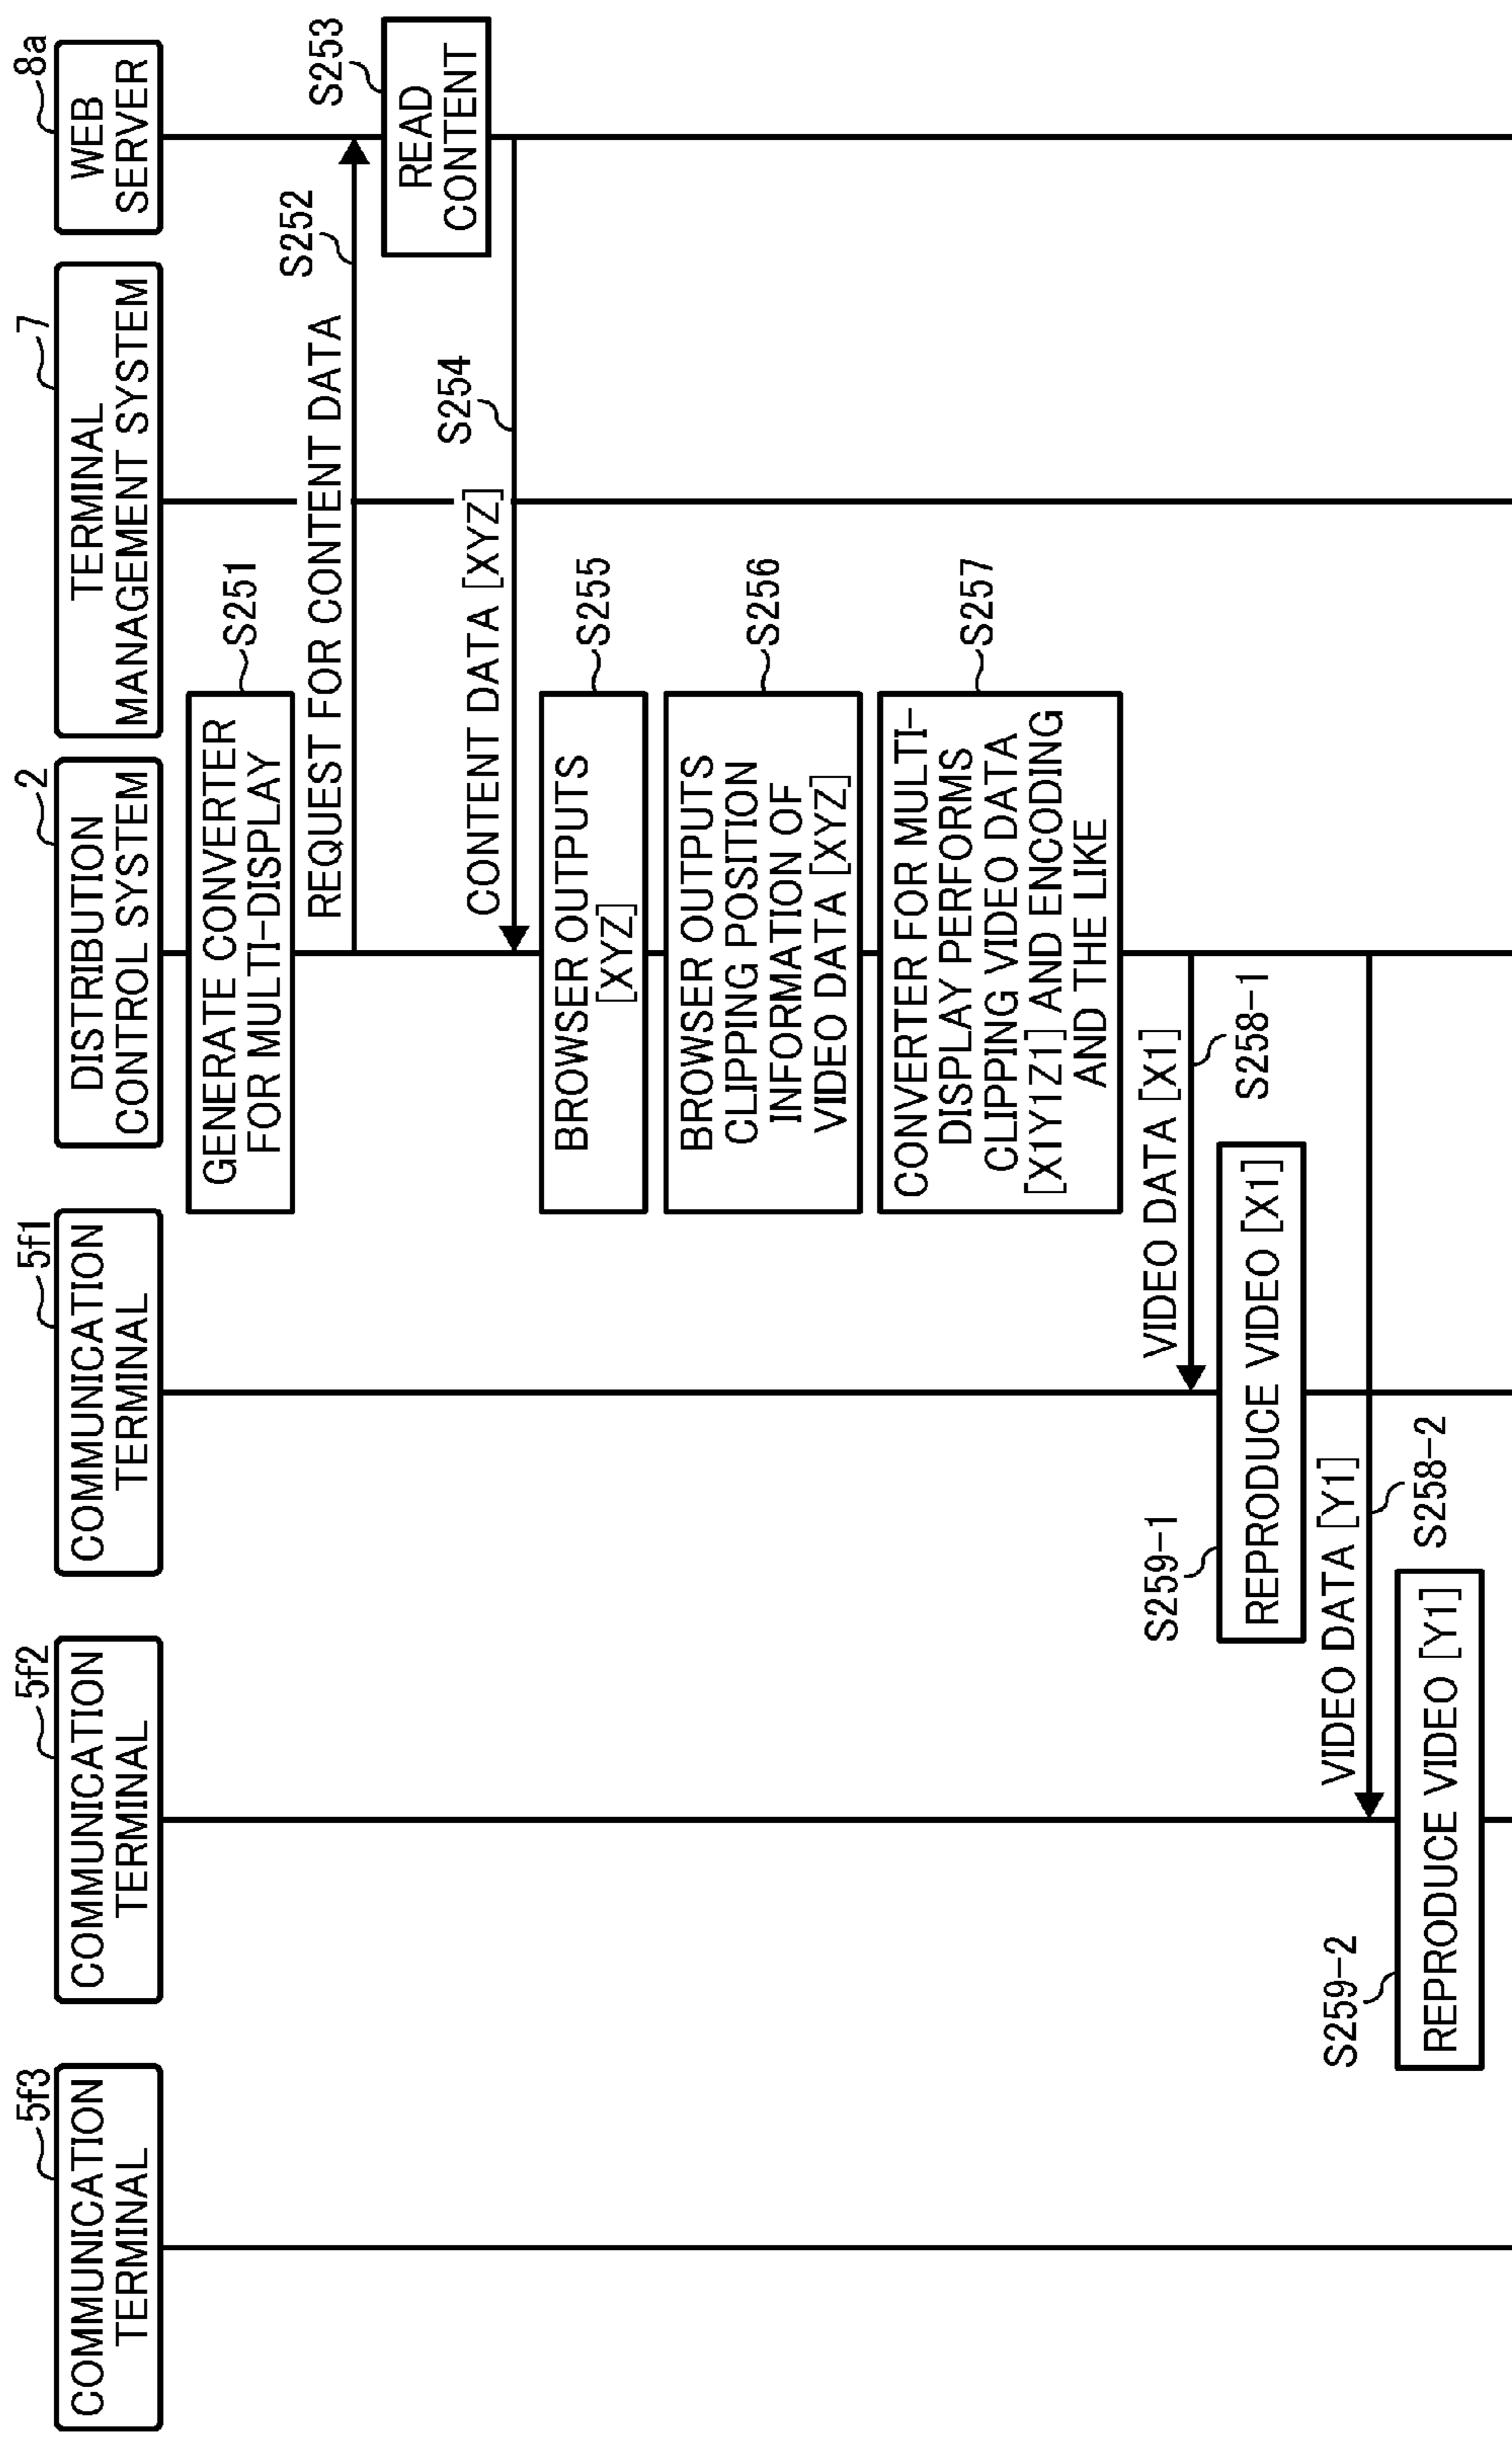 5f3
COMMUNICATION
TERMINAL
5f2
COMMUNICATION
TERMINAL
5f1
COMMUNICATION
TERMINAL
2
DISTRIBUTION
CONTROL SYSTEM
7
TERMINAL
MANAGEMENT SYSTEM
8a
WEB
SERVER
GENERATE CONVERTER
FOR MULTI-DISPLAY
S251
REQUEST FOR CONTENT DATA
S252
READ
CONTENT
S253
CONTENT DATA [XYZ]
S254
BROWSER OUTPUTS
[XYZ]
S255
BROWSER OUTPUTS
CLIPPING POSITION
INFORMATION OF
VIDEO DATA [XYZ]
S256
CONVERTER FOR MULTI-
DISPLAY PERFORMS
CLIPPING VIDEO DATA
[X1Y1Z1] AND ENCODING
AND THE LIKE
S257
VIDEO DATA [X1]
S258-1
S259-1
REPRODUCE VIDEO [X1]
VIDEO DATA [Y1]
S258-2
S259-2
REPRODUCE VIDEO [Y1]